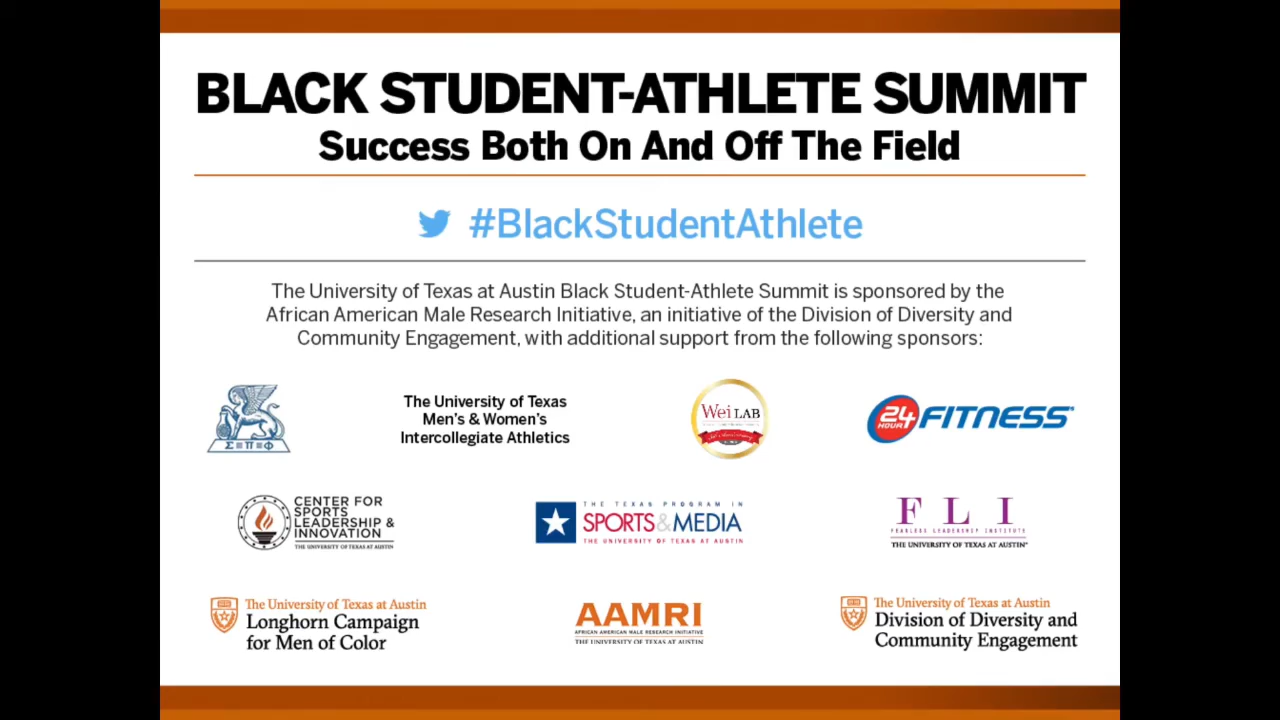 BLACK STUDENT-ATHLETE SUMMIT
Success Both On And Off The Field
#BlackStudentAthlete
The University of Texas at Austin Black Student-Athlete Summit is sponsored by the
African American Male Research Initiative, an initiative of the Division of Diversity and
Community Engagement, with additional support from the following sponsors:
ΣΠΦ
The University of Texas
Men's & Women's
Intercollegiate Athletics
Wei LAB
24 HOUR FITNESS
CENTER FOR
SPORTS
LEADERSHIP &
INNOVATION
THE UNIVERSITY OF TEXAS AT AUSTIN
THE TEXAS PROGRAM IN
SPORTS & MEDIA
THE UNIVERSITY OF TEXAS AT AUSTIN
FLI
FEARLESS LEADERSHIP INSTITUTE
THE UNIVERSITY OF TEXAS AT AUSTIN
The University of Texas at Austin
Longhorn Campaign
for Men of Color
AAMRI
AFRICAN AMERICAN MALE RESEARCH INITIATIVE
THE UNIVERSITY OF TEXAS AT AUSTIN
The University of Texas at Austin
Division of Diversity and
Community Engagement